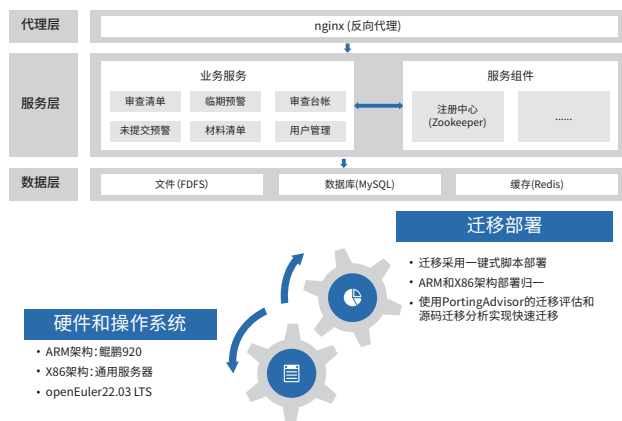 代理层
nginx (反向代理)
服务层
业务服务
审查清单
临期预警
审查台帐
未提交预警
材料清单
用户管理
服务组件
注册中心
(Zookeeper)
......
数据层
文件 (FDFS)
数据库(MySQL)
缓存(Redis)
迁移部署
• 迁移采用一键式脚本部署
• ARM和X86架构部署归一
• 使用PortingAdvisor的迁移评估和
源码迁移分析实现快速迁移
硬件和操作系统
• ARM架构：鲲鹏920
• X86架构：通用服务器
• openEuler22.03 LTS